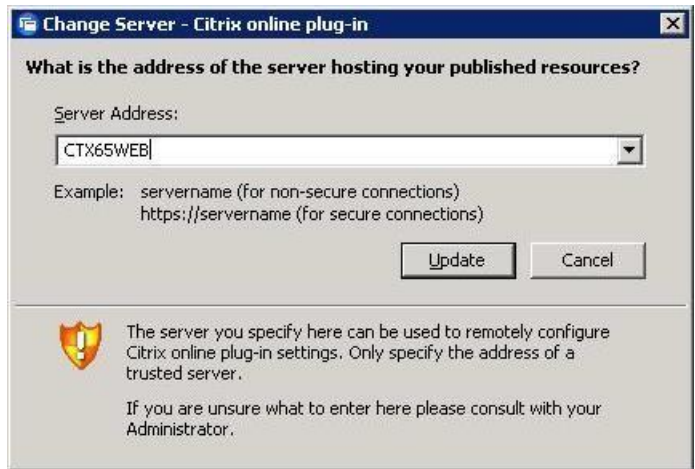 Change Server - Citrix online plug-in
What is the address of the server hosting your published resources?
Server Address:
CTX65WEB
Example: servername (for non-secure connections)
https://servername (for secure connections)
Update Cancel
The server you specify here can be used to remotely configure
Citrix online plug-in settings. Only specify the address of a
trusted server.
If you are unsure what to enter here please consult with your
Administrator.